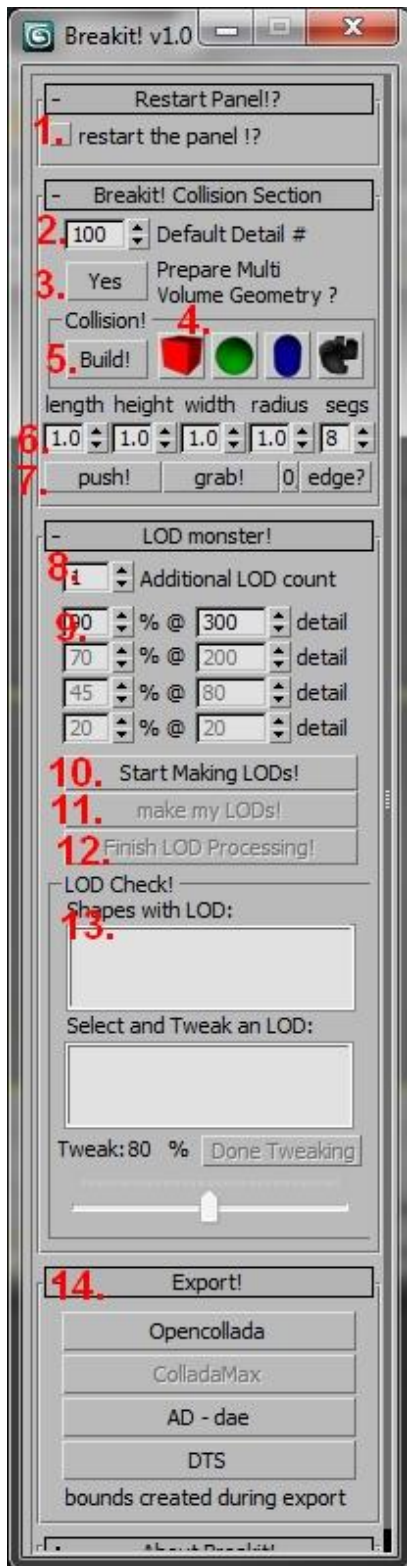 Breakit! v1.0
- Restart Panel!?
1. restart the panel !?
- Breakit! Collision Section
2. 100 Default Detail #
3. Yes Prepare Multi
Volume Geometry ?
Collision! 4.
5. Build!
length height width radius segs
6. 1.0 1.0 1.0 1.0 8
7. push! grab! 0 edge?
- LOD monster!
8. 1 Additional LOD count
9. 90 % @ 300 detail
70 % @ 200 detail
45 % @ 80 detail
20 % @ 20 detail
10. Start Making LODs!
11. make my LODs!
12. Finish LOD Processing!
LOD Check!
Shapes with LOD:
13.
Select and Tweak an LOD:
Tweak: 80 % Done Tweaking
14. Export!
Opencollada
ColladaMax
AD - dae
DTS
bounds created during export
About Breakit!